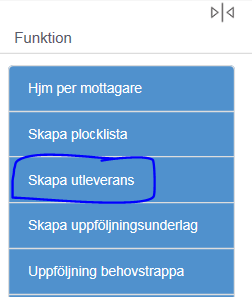 Funktion
Hjm per mottagare
Skapa plocklista
Skapa utleverans
Skapa uppföljningsunderlag
Uppföljning behovstrappa